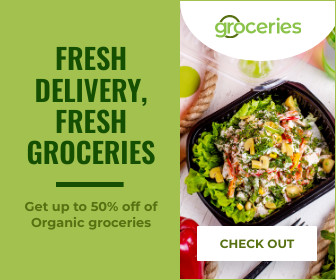 groceries
FRESH
DELIVERY,
FRESH
GROCERIES
Get up to 50% off of
Organic groceries
CHECK OUT